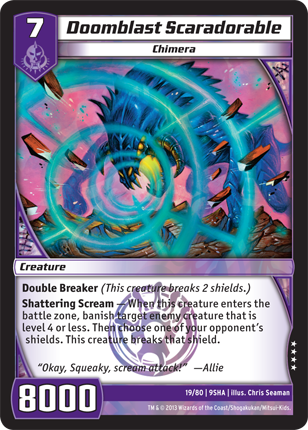 7 Doomblast Scaradorable
Chimera
Creature
Double Breaker (This creature breaks 2 shields.)
Shattering Scream — When this creature enters the
battle zone, banish target enemy creature that is
level 4 or less. Then choose one of your opponent's
shields. This creature breaks that shield.
"Okay, Squeaky, scream attack!" —Allie
19/80 | 9SHA | illus. Chris Seaman
8000
TM & © 2013 Wizards of the Coast/Shogakukan/Mitsui-Kids.